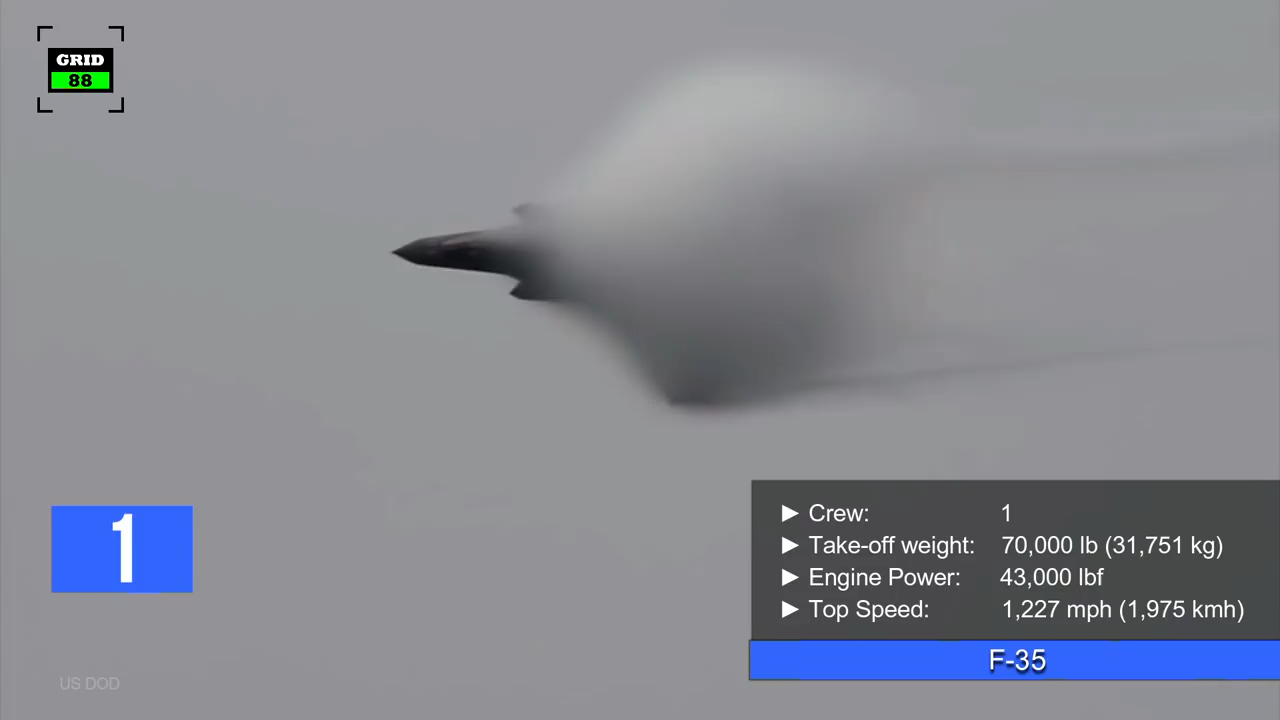 GRID
88
1
► Crew: 1
► Take-off weight: 70,000 lb (31,751 kg)
► Engine Power: 43,000 lbf
► Top Speed: 1,227 mph (1,975 kmh)
F-35
US DOD